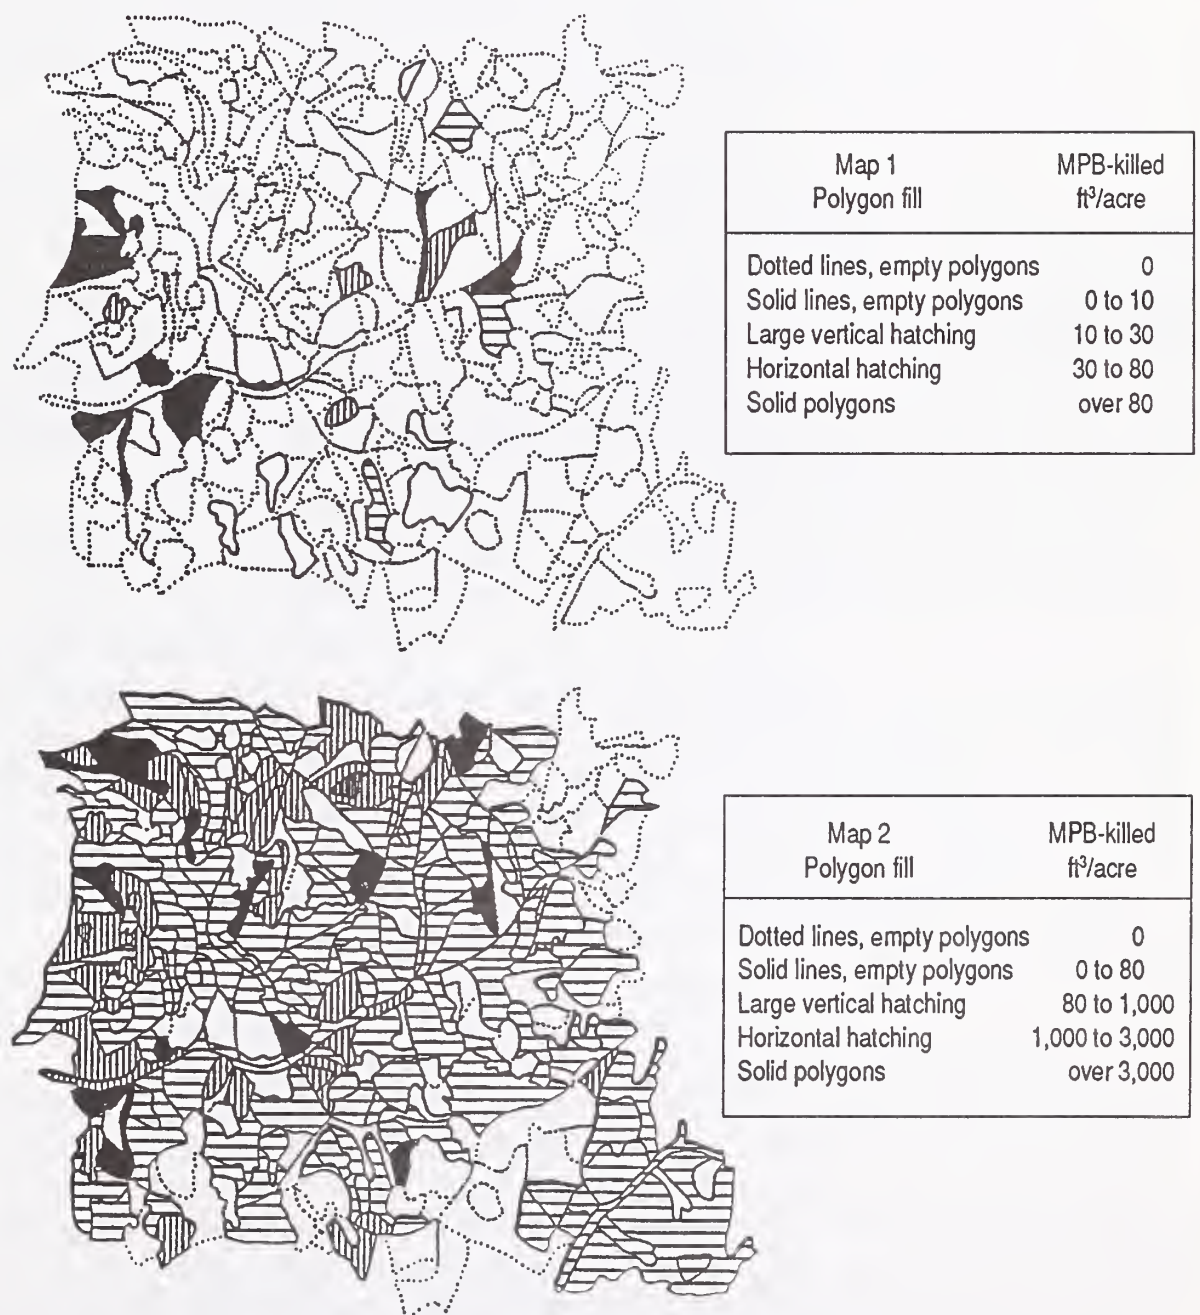 Map 1 MPB-killed
Polygon fill ft³/acre
Dotted lines, empty polygons 0
Solid lines, empty polygons 0 to 10
Large vertical hatching 10 to 30
Horizontal hatching 30 to 80
Solid polygons over 80
Map 2 MPB-killed
Polygon fill ft³/acre
Dotted lines, empty polygons 0
Solid lines, empty polygons 0 to 80
Large vertical hatching 80 to 1,000
Horizontal hatching 1,000 to 3,000
Solid polygons over 3,000